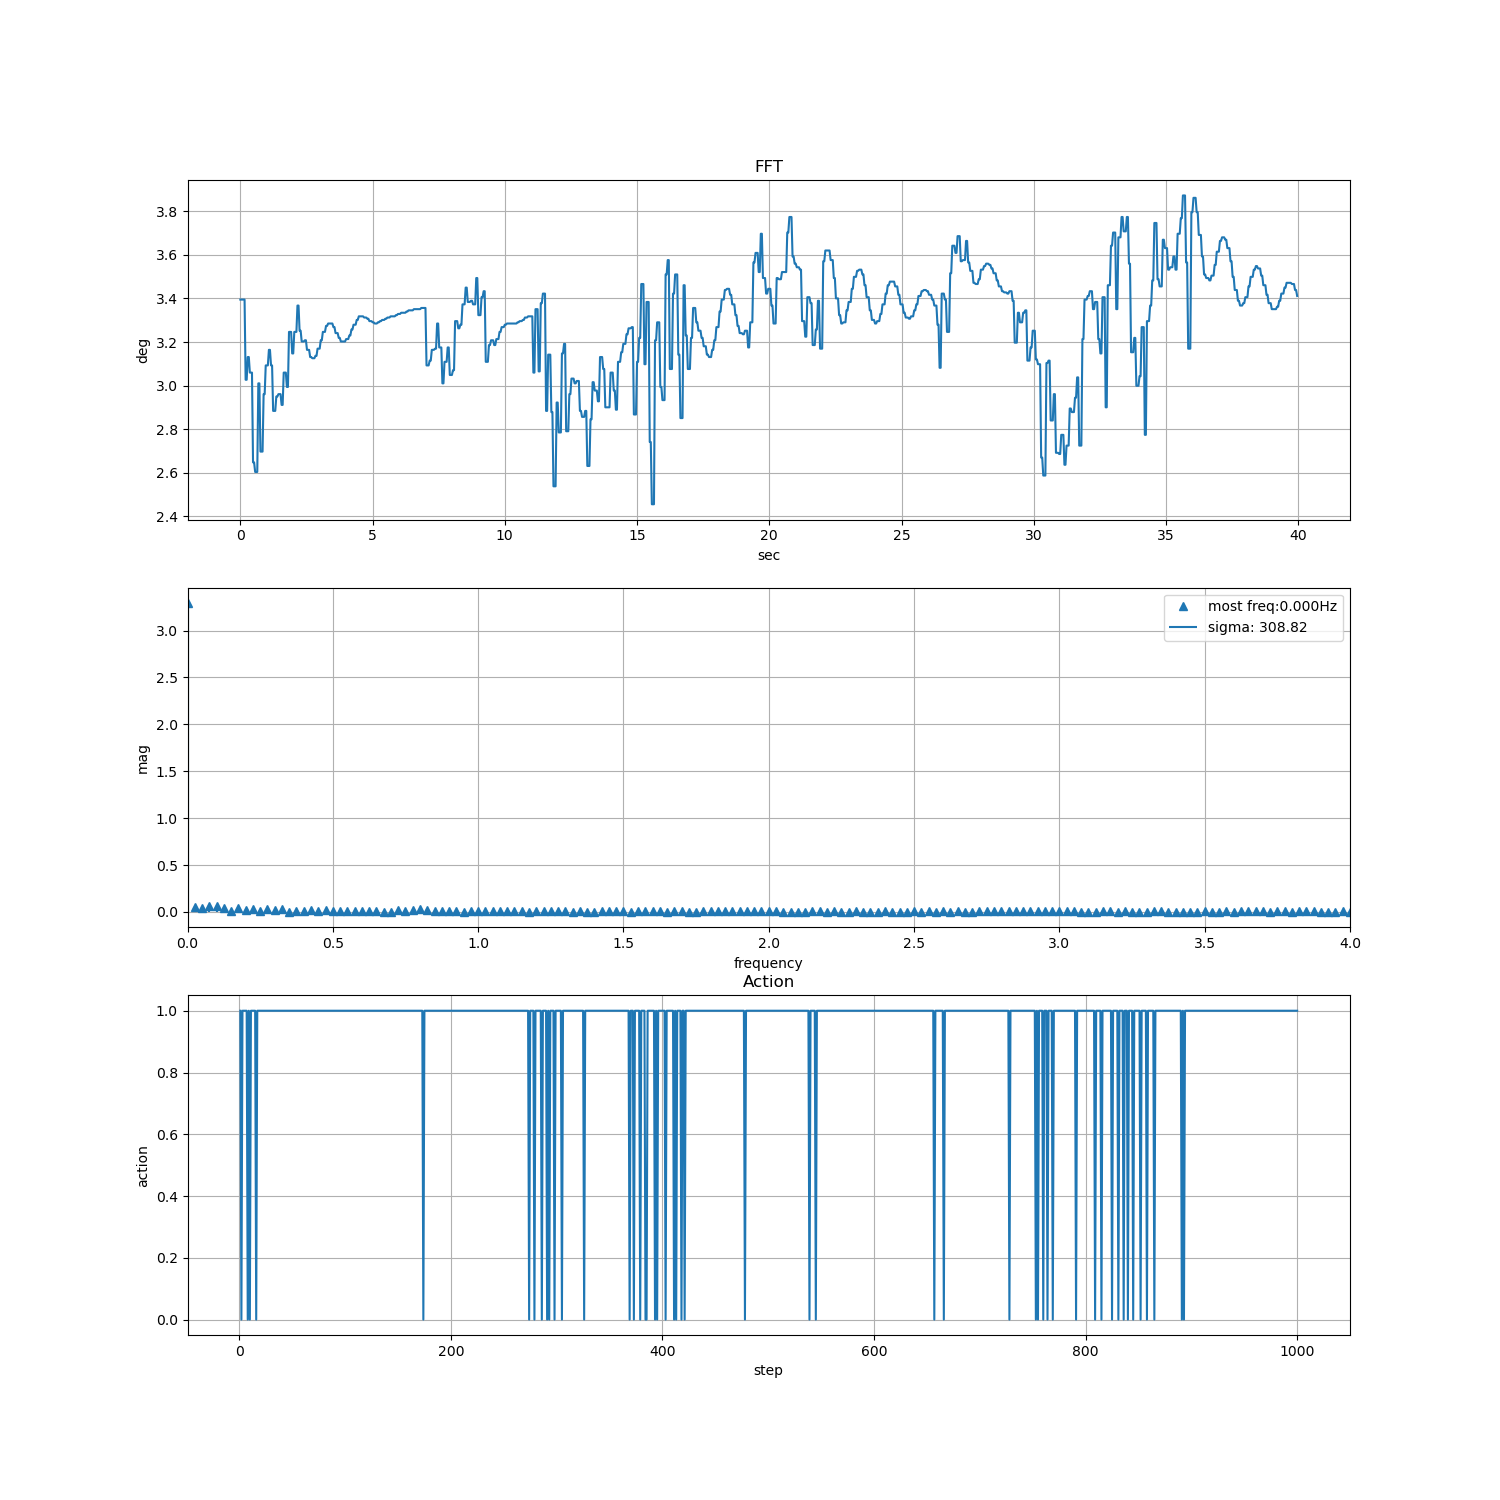 FFT
3.8
3.6
3.4
3.2
3.0
2.8
2.6
2.4
deg
0 5 10 15 20 25 30 35 40
sec
most freq:0.000Hz
sigma: 308.82
3.0
2.5
2.0
1.5
1.0
0.5
0.0
mag
0.0 0.5 1.0 1.5 2.0 2.5 3.0 3.5 4.0
frequency
Action
1.0
0.8
0.6
0.4
0.2
0.0
action
0 200 400 600 800 1000
step